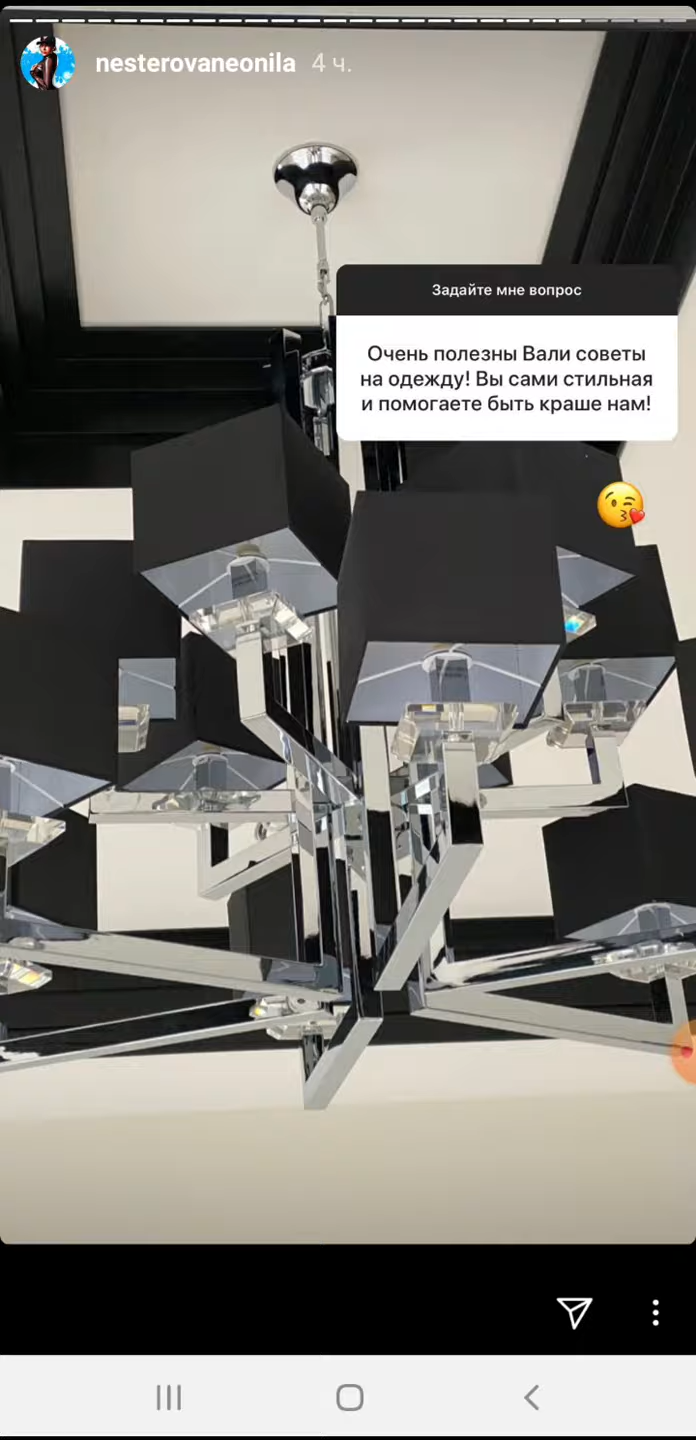 nesterovaneonila 4 ч.
Задайте мне вопрос
Очень полезны Вали советы
на одежду! Вы сами стильная
и помогаете быть краше нам!